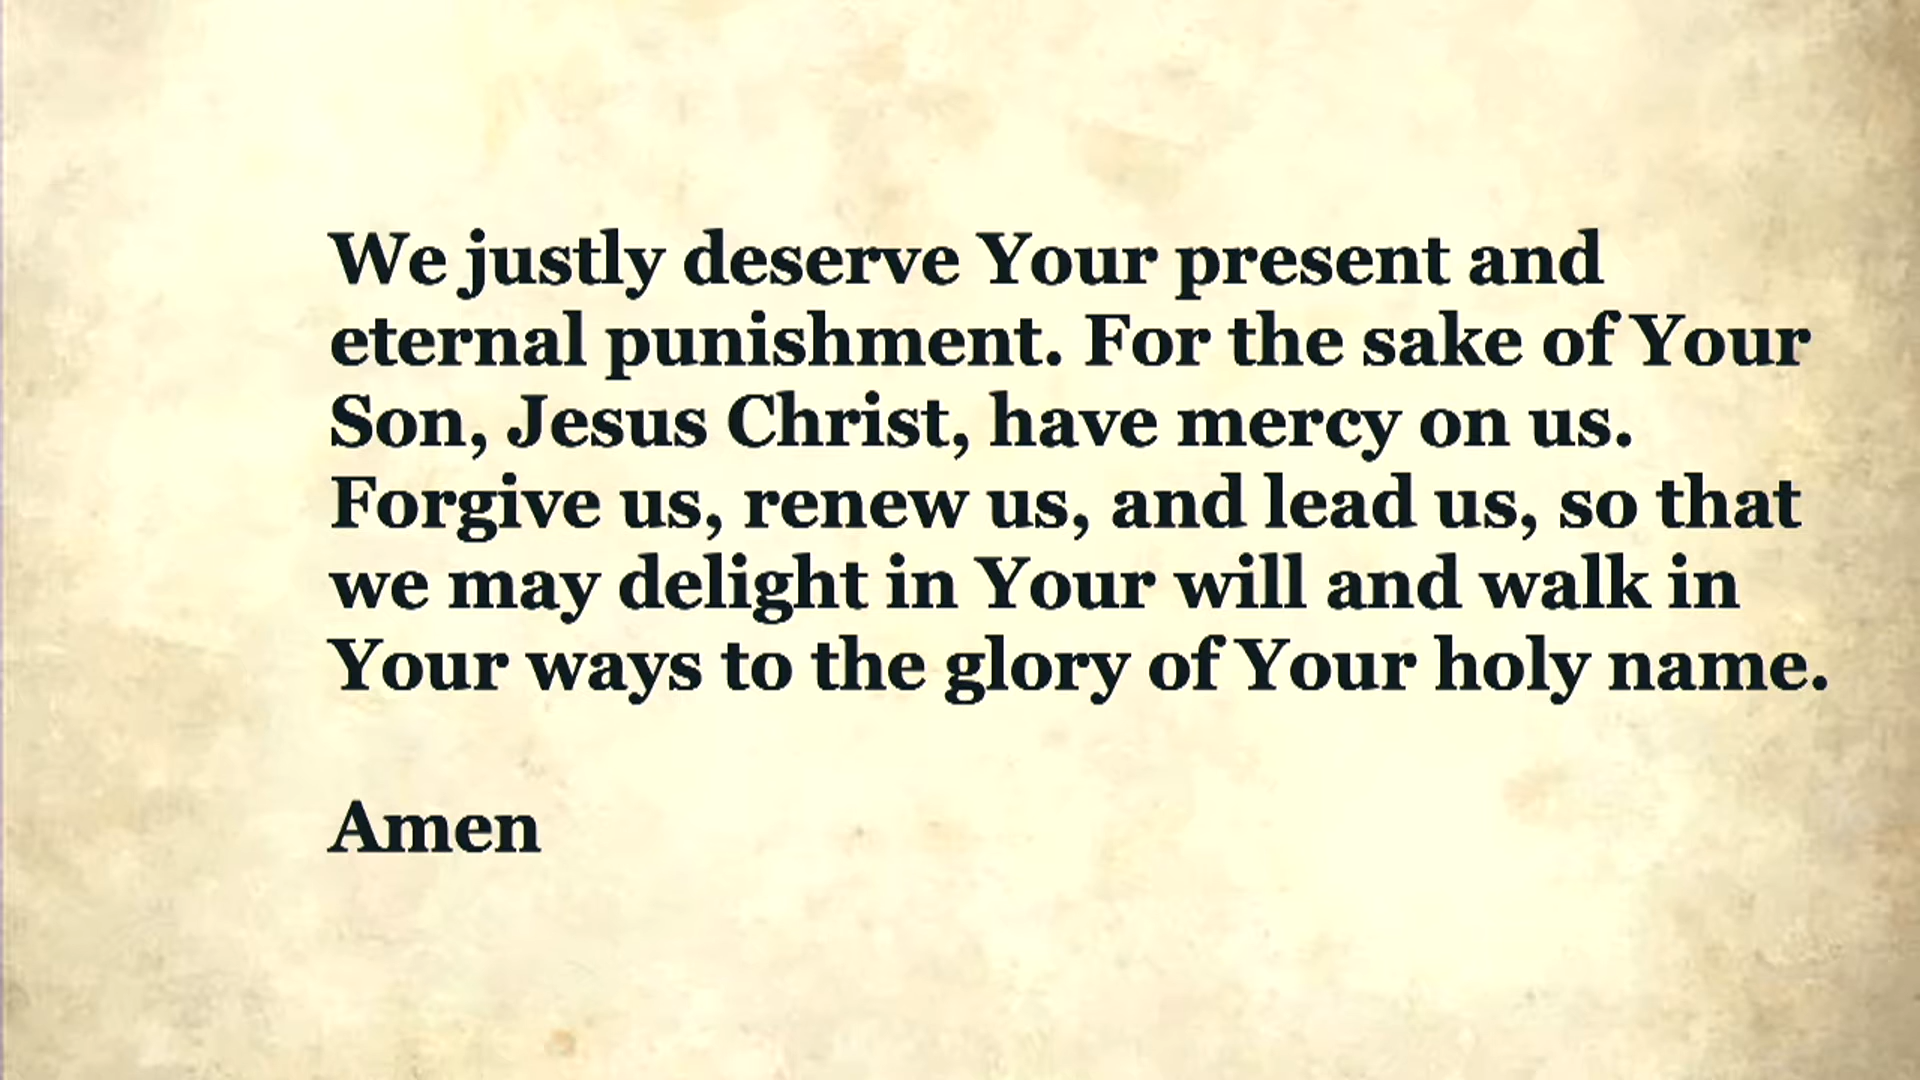 We justly deserve Your present and
eternal punishment. For the sake of Your
Son, Jesus Christ, have mercy on us.
Forgive us, renew us, and lead us, so that
we may delight in Your will and walk in
Your ways to the glory of Your holy name.
Amen